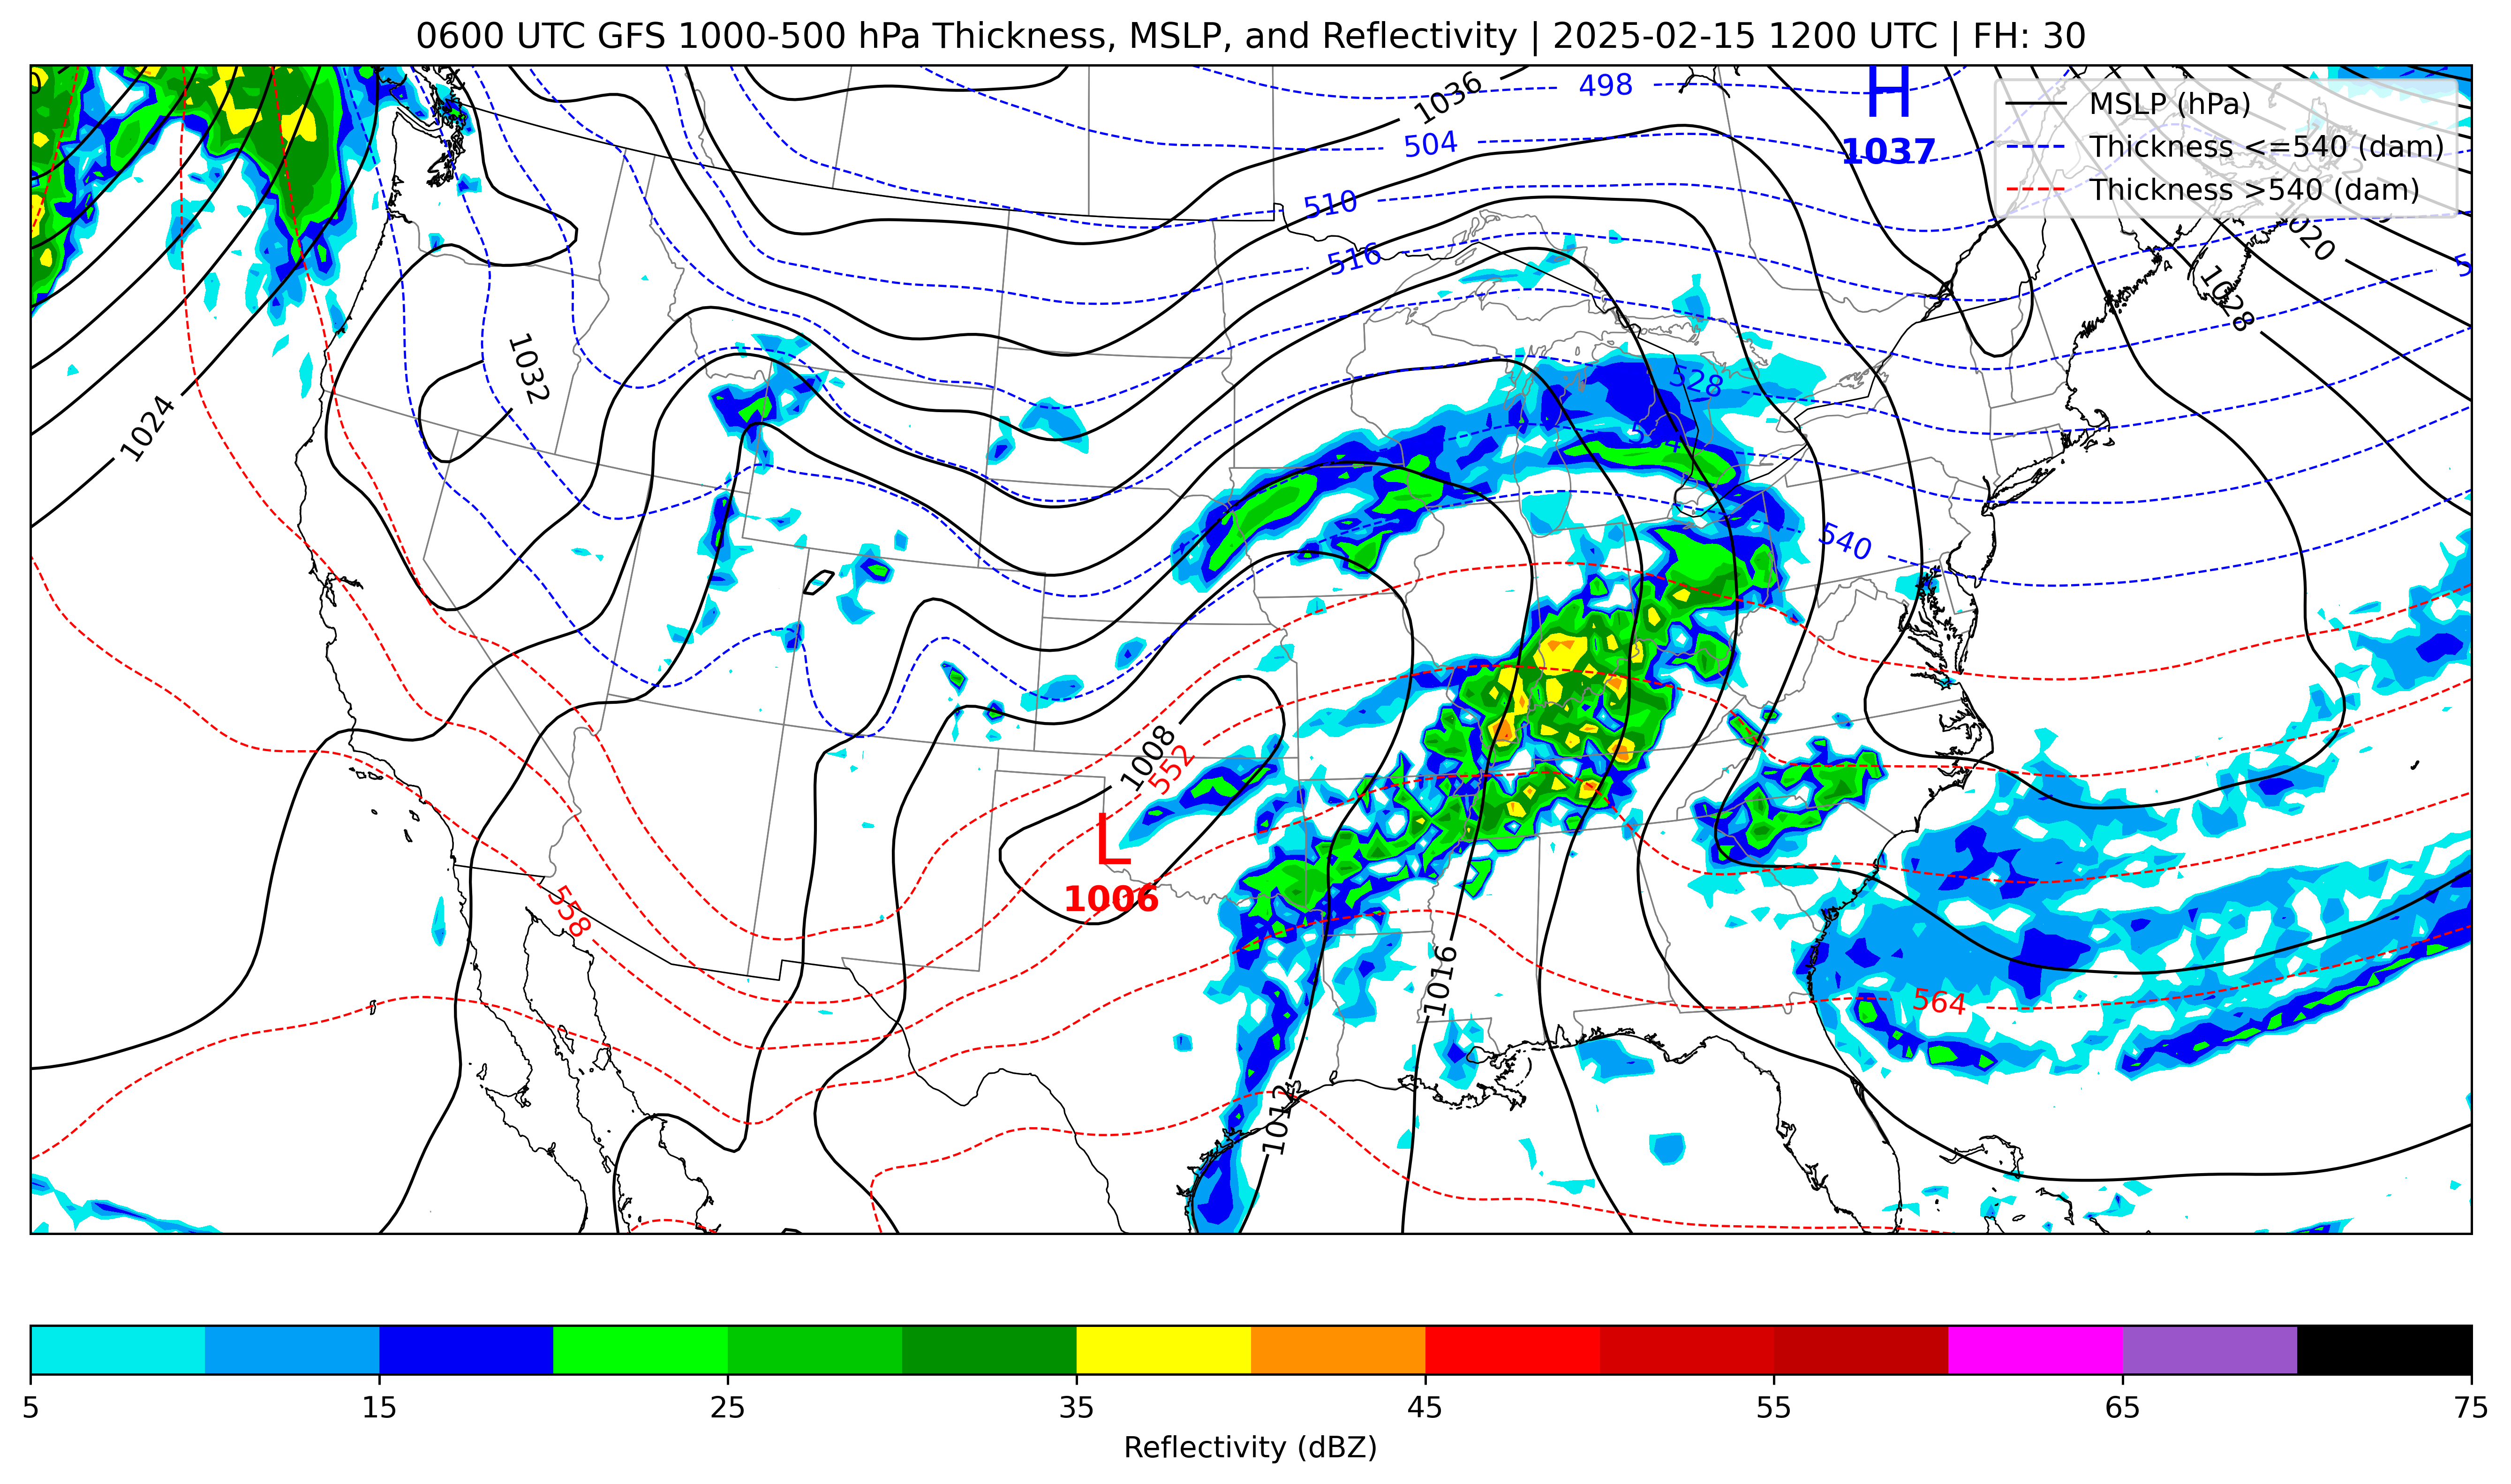 0600 UTC GFS 1000-500 hPa Thickness, MSLP, and Reflectivity | 2025-02-15 1200 UTC | FH: 30
MSLP (hPa)
Thickness <=540 (dam)
Thickness >540 (dam)
H
1037
498
1036
504
510
516
1020
1028
1032
528
1024
540
1008
552
L
1006
558
1016
564
1012
5 15 25 35 45 55 65 75
Reflectivity (dBZ)